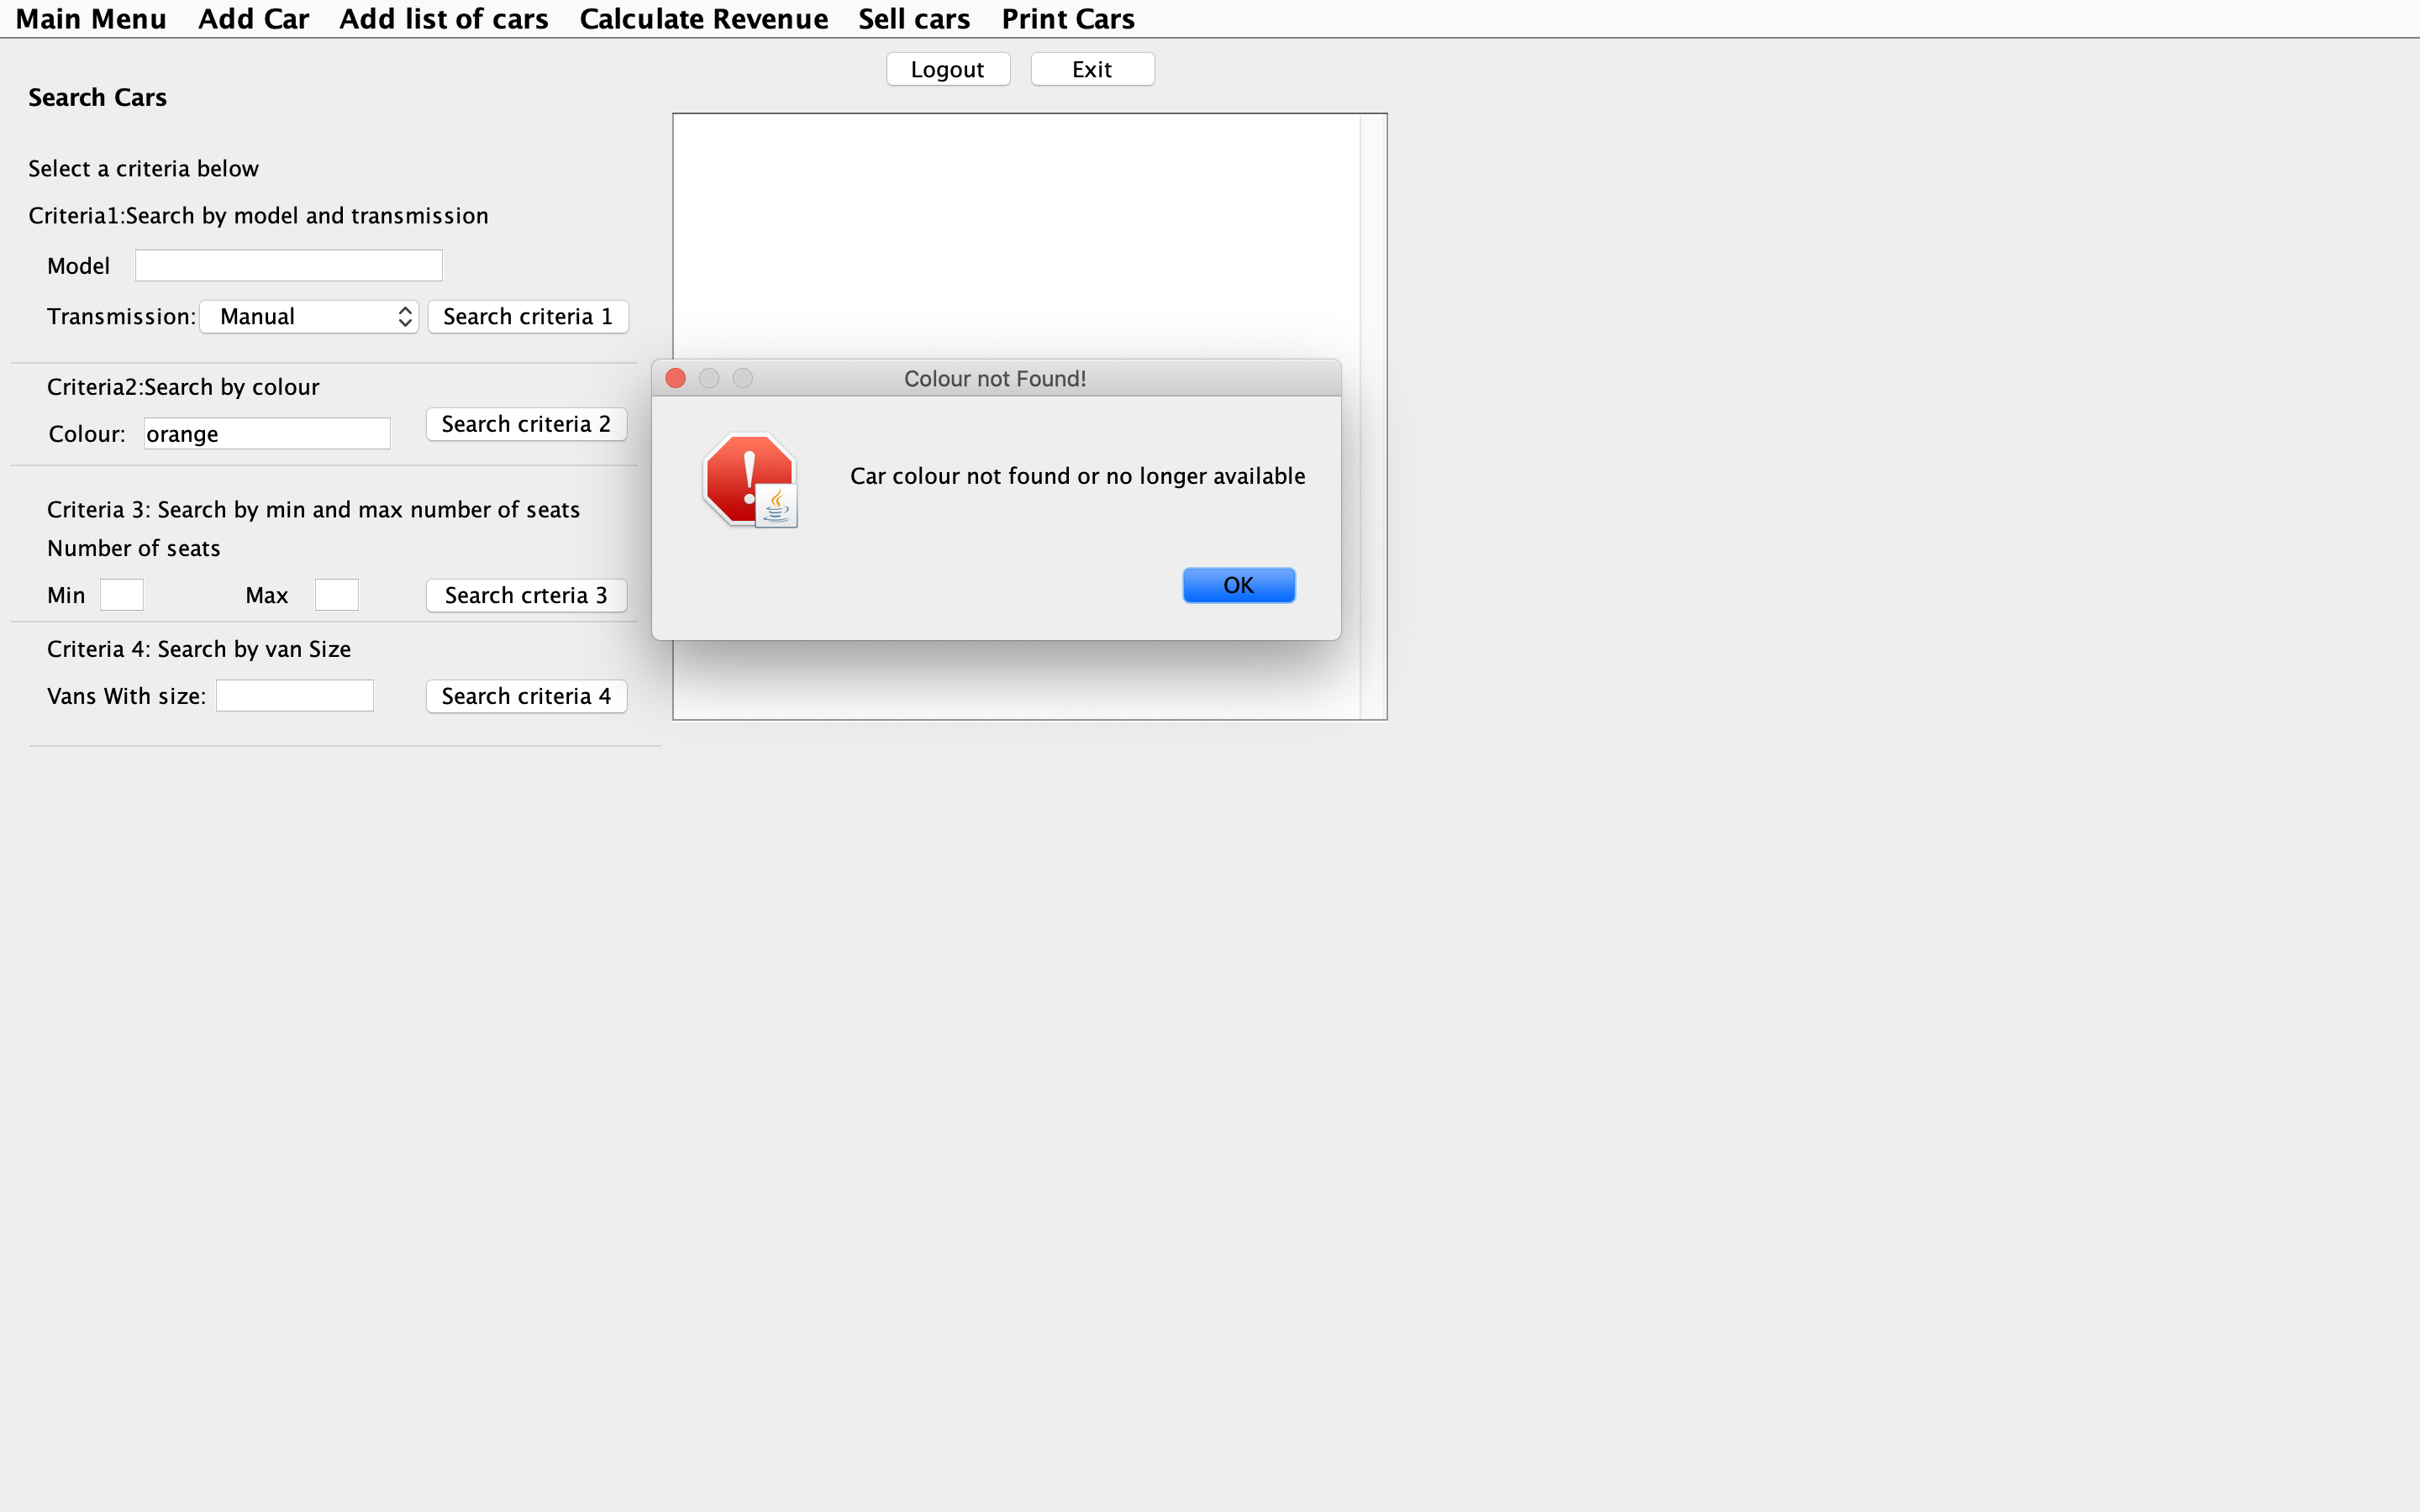 Main Menu Add Car Add list of cars Calculate Revenue Sell cars Print Cars
Logout Exit
Search Cars
Select a criteria below
Criteria1:Search by model and transmission
Model
Transmission: Manual Search criteria 1
Criteria2:Search by colour
Colour: orange Search criteria 2
Criteria 3: Search by min and max number of seats
Number of seats
Min Max Search crteria 3
Criteria 4: Search by van Size
Vans With size: Search criteria 4
Colour not Found!
Car colour not found or no longer available
OK